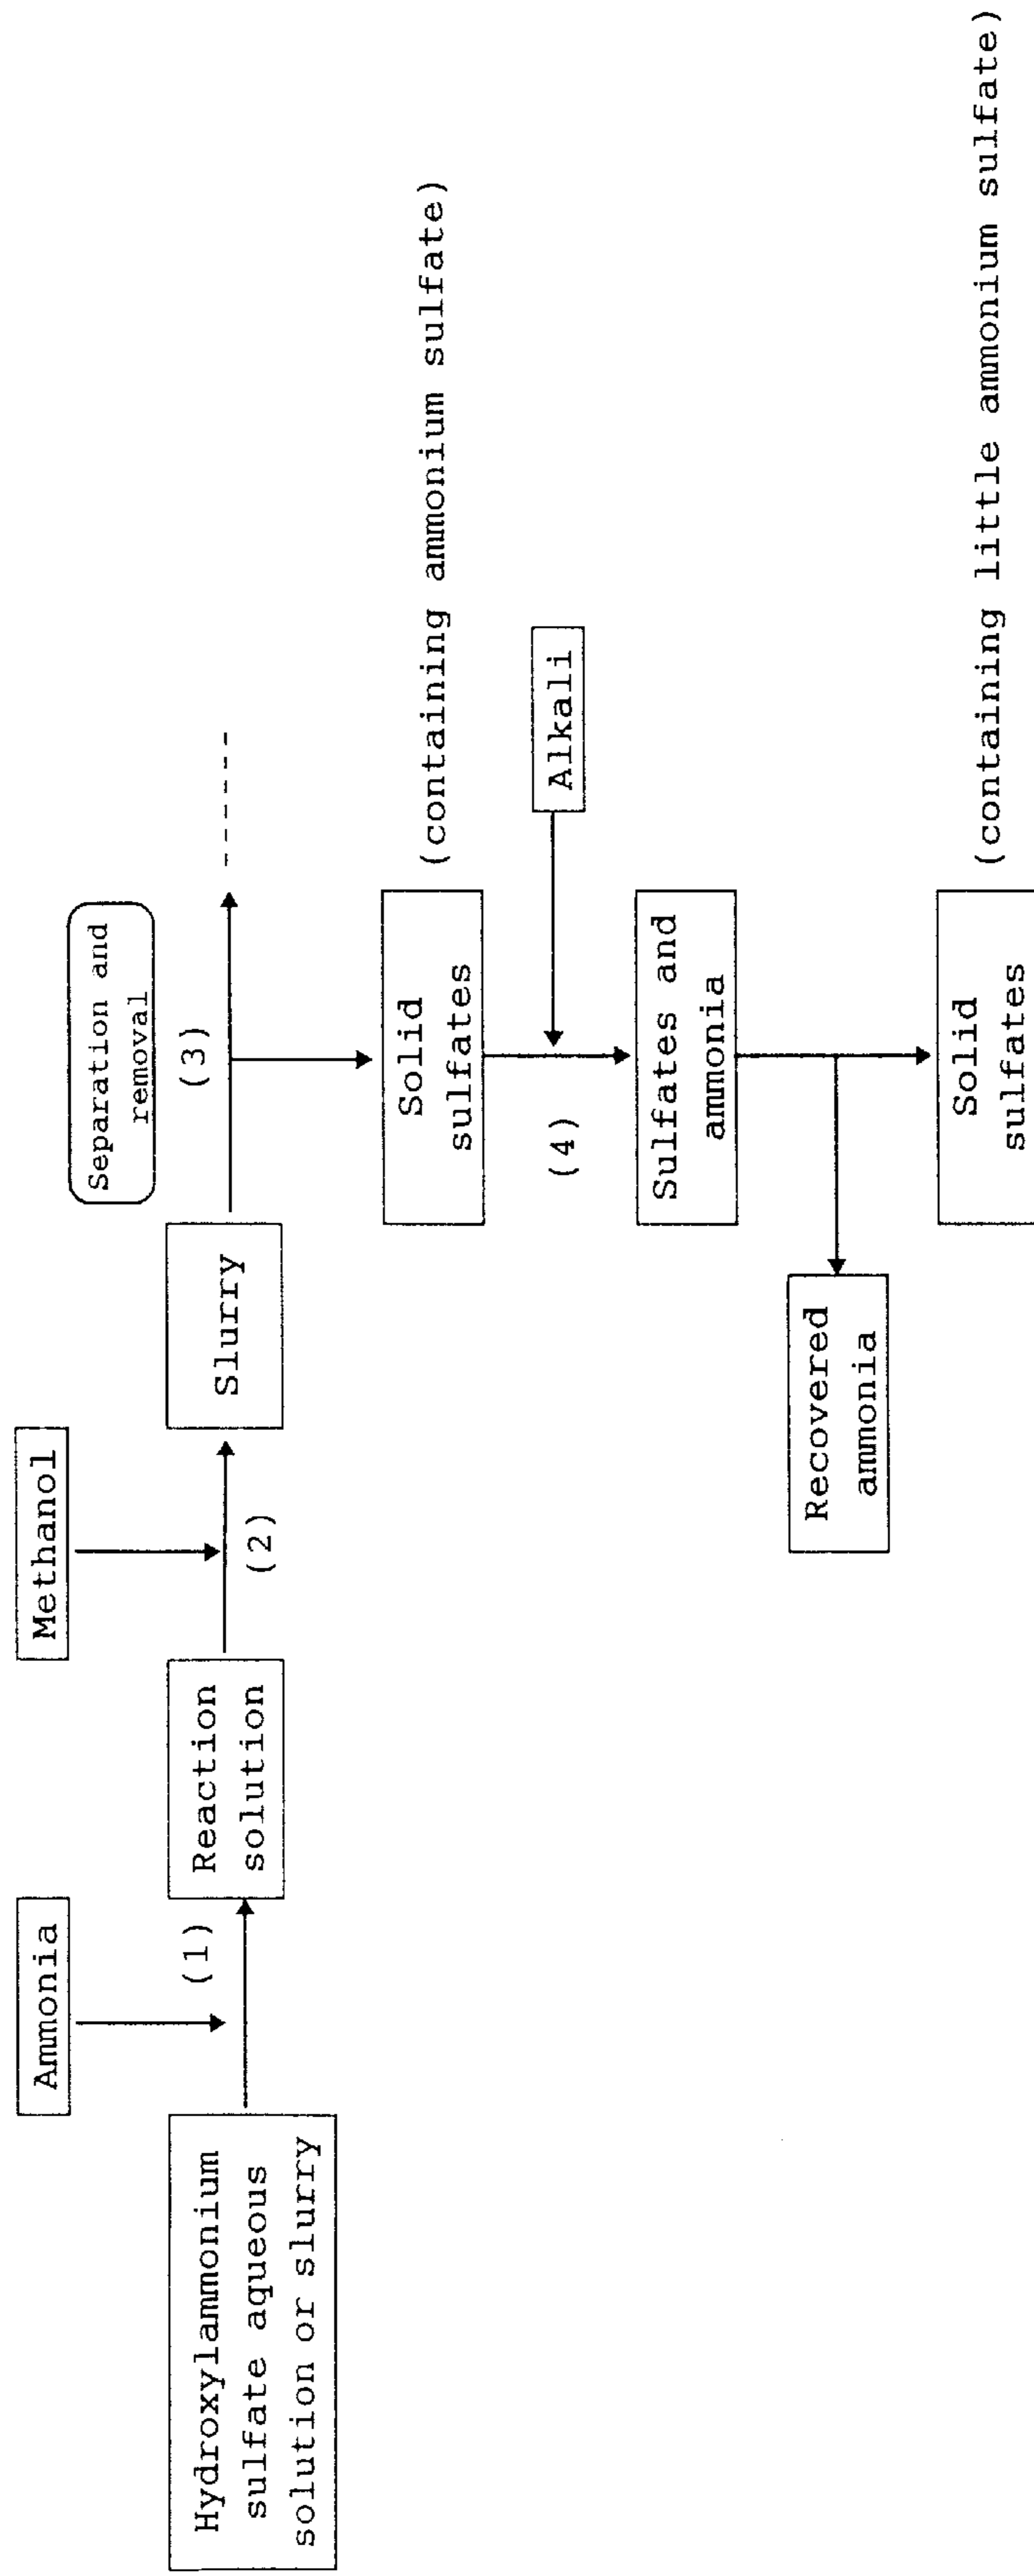 Ammonia
Methanol
Separation and
removal
Hydroxylammonium
sulfate aqueous
solution or slurry
(1)
Reaction
solution
(2)
Slurry
(3)
Solid
sulfates
(containing ammonium sulfate)
(4)
Alkali
Sulfates and
ammonia
Recovered
ammonia
Solid
sulfates
(containing little ammonium sulfate)